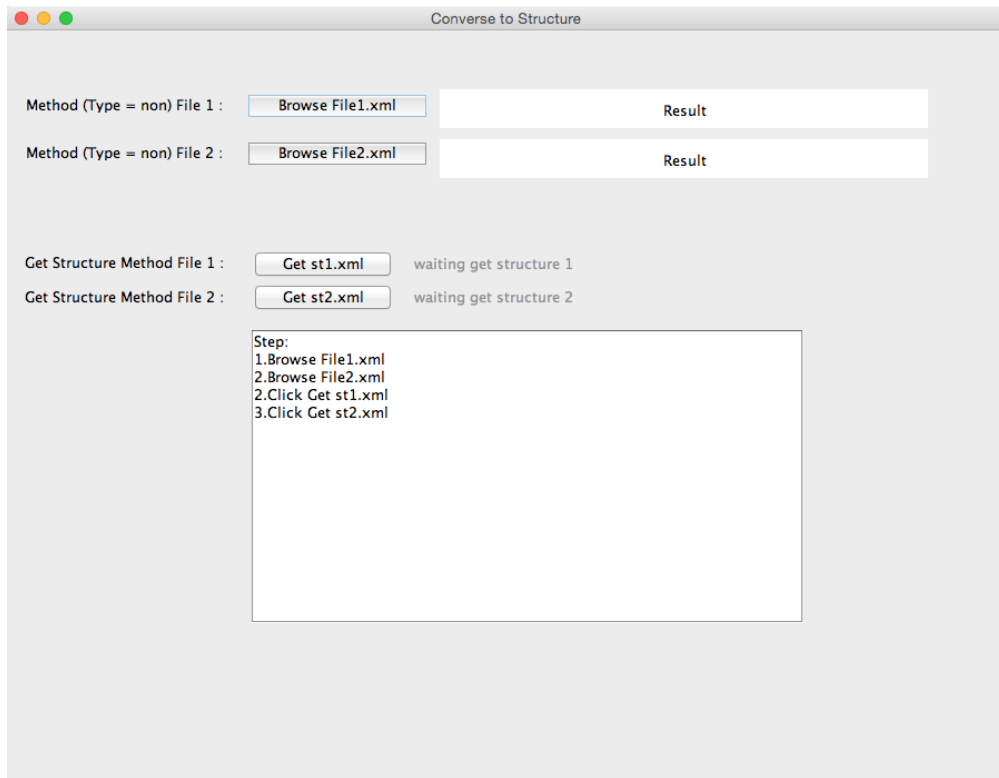 Converse to Structure
Method (Type = non) File 1 : Browse File1.xml Result
Method (Type = non) File 2 : Browse File2.xml Result
Get Structure Method File 1 : Get st1.xml waiting get structure 1
Get Structure Method File 2 : Get st2.xml waiting get structure 2
Step:
1.Browse File1.xml
2.Browse File2.xml
2.Click Get st1.xml
3.Click Get st2.xml